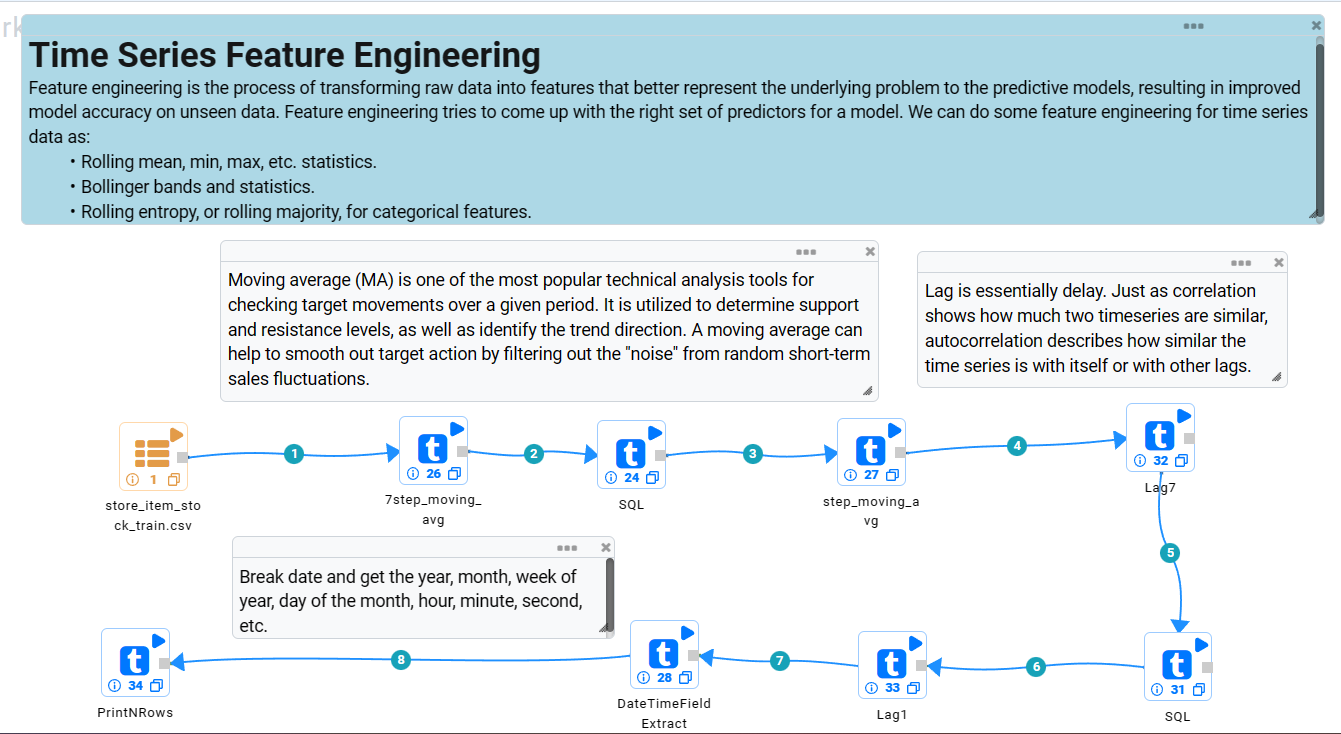 rk
Time Series Feature Engineering
Feature engineering is the process of transforming raw data into features that better represent the underlying problem to the predictive models, resulting in improved
model accuracy on unseen data. Feature engineering tries to come up with the right set of predictors for a model. We can do some feature engineering for time series
data as:
• Rolling mean, min, max, etc. statistics.
• Bollinger bands and statistics.
• Rolling entropy, or rolling majority, for categorical features.
Moving average (MA) is one of the most popular technical analysis tools for
checking target movements over a given period. It is utilized to determine support
and resistance levels, as well as identify the trend direction. A moving average can
help to smooth out target action by filtering out the "noise" from random short-term
sales fluctuations.
Lag is essentially delay. Just as correlation
shows how much two timeseries are similar,
autocorrelation describes how similar the
time series is with itself or with other lags.
1
store_item_sto
ck_train.csv
1
t
26
7step_moving_
avg
2
t
24
SQL
3
t
27
step_moving_a
vg
4
t
32
Lag7
5
Break date and get the year, month, week of
year, day of the month, hour, minute, second,
etc.
t
34
PrintNRows
8
t
28
DateTimeField
Extract
7
t
33
Lag1
6
t
31
SQL